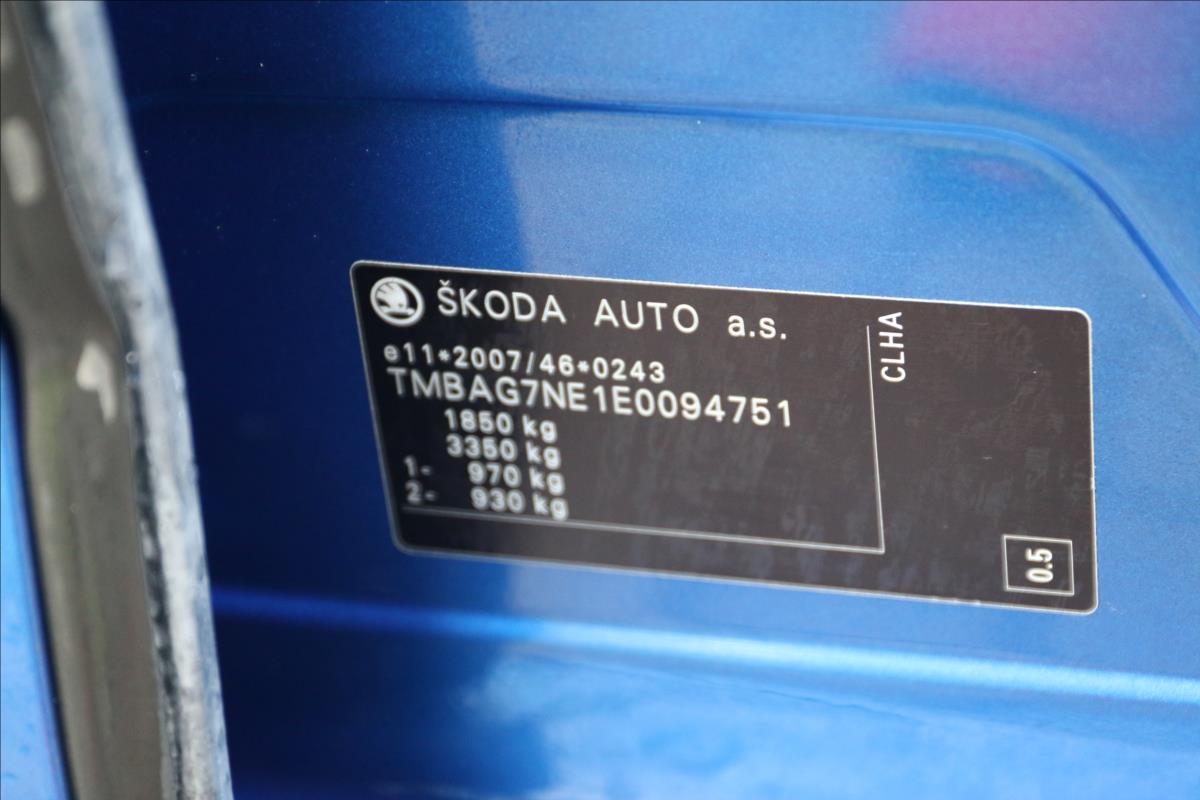 ŠKODA AUTO a.s.
e11*2007/46*0243
TMBAG7NE1E0094751
1850 kg
3350 kg
1- 970 kg
2- 930 kg
CLHA
0.5